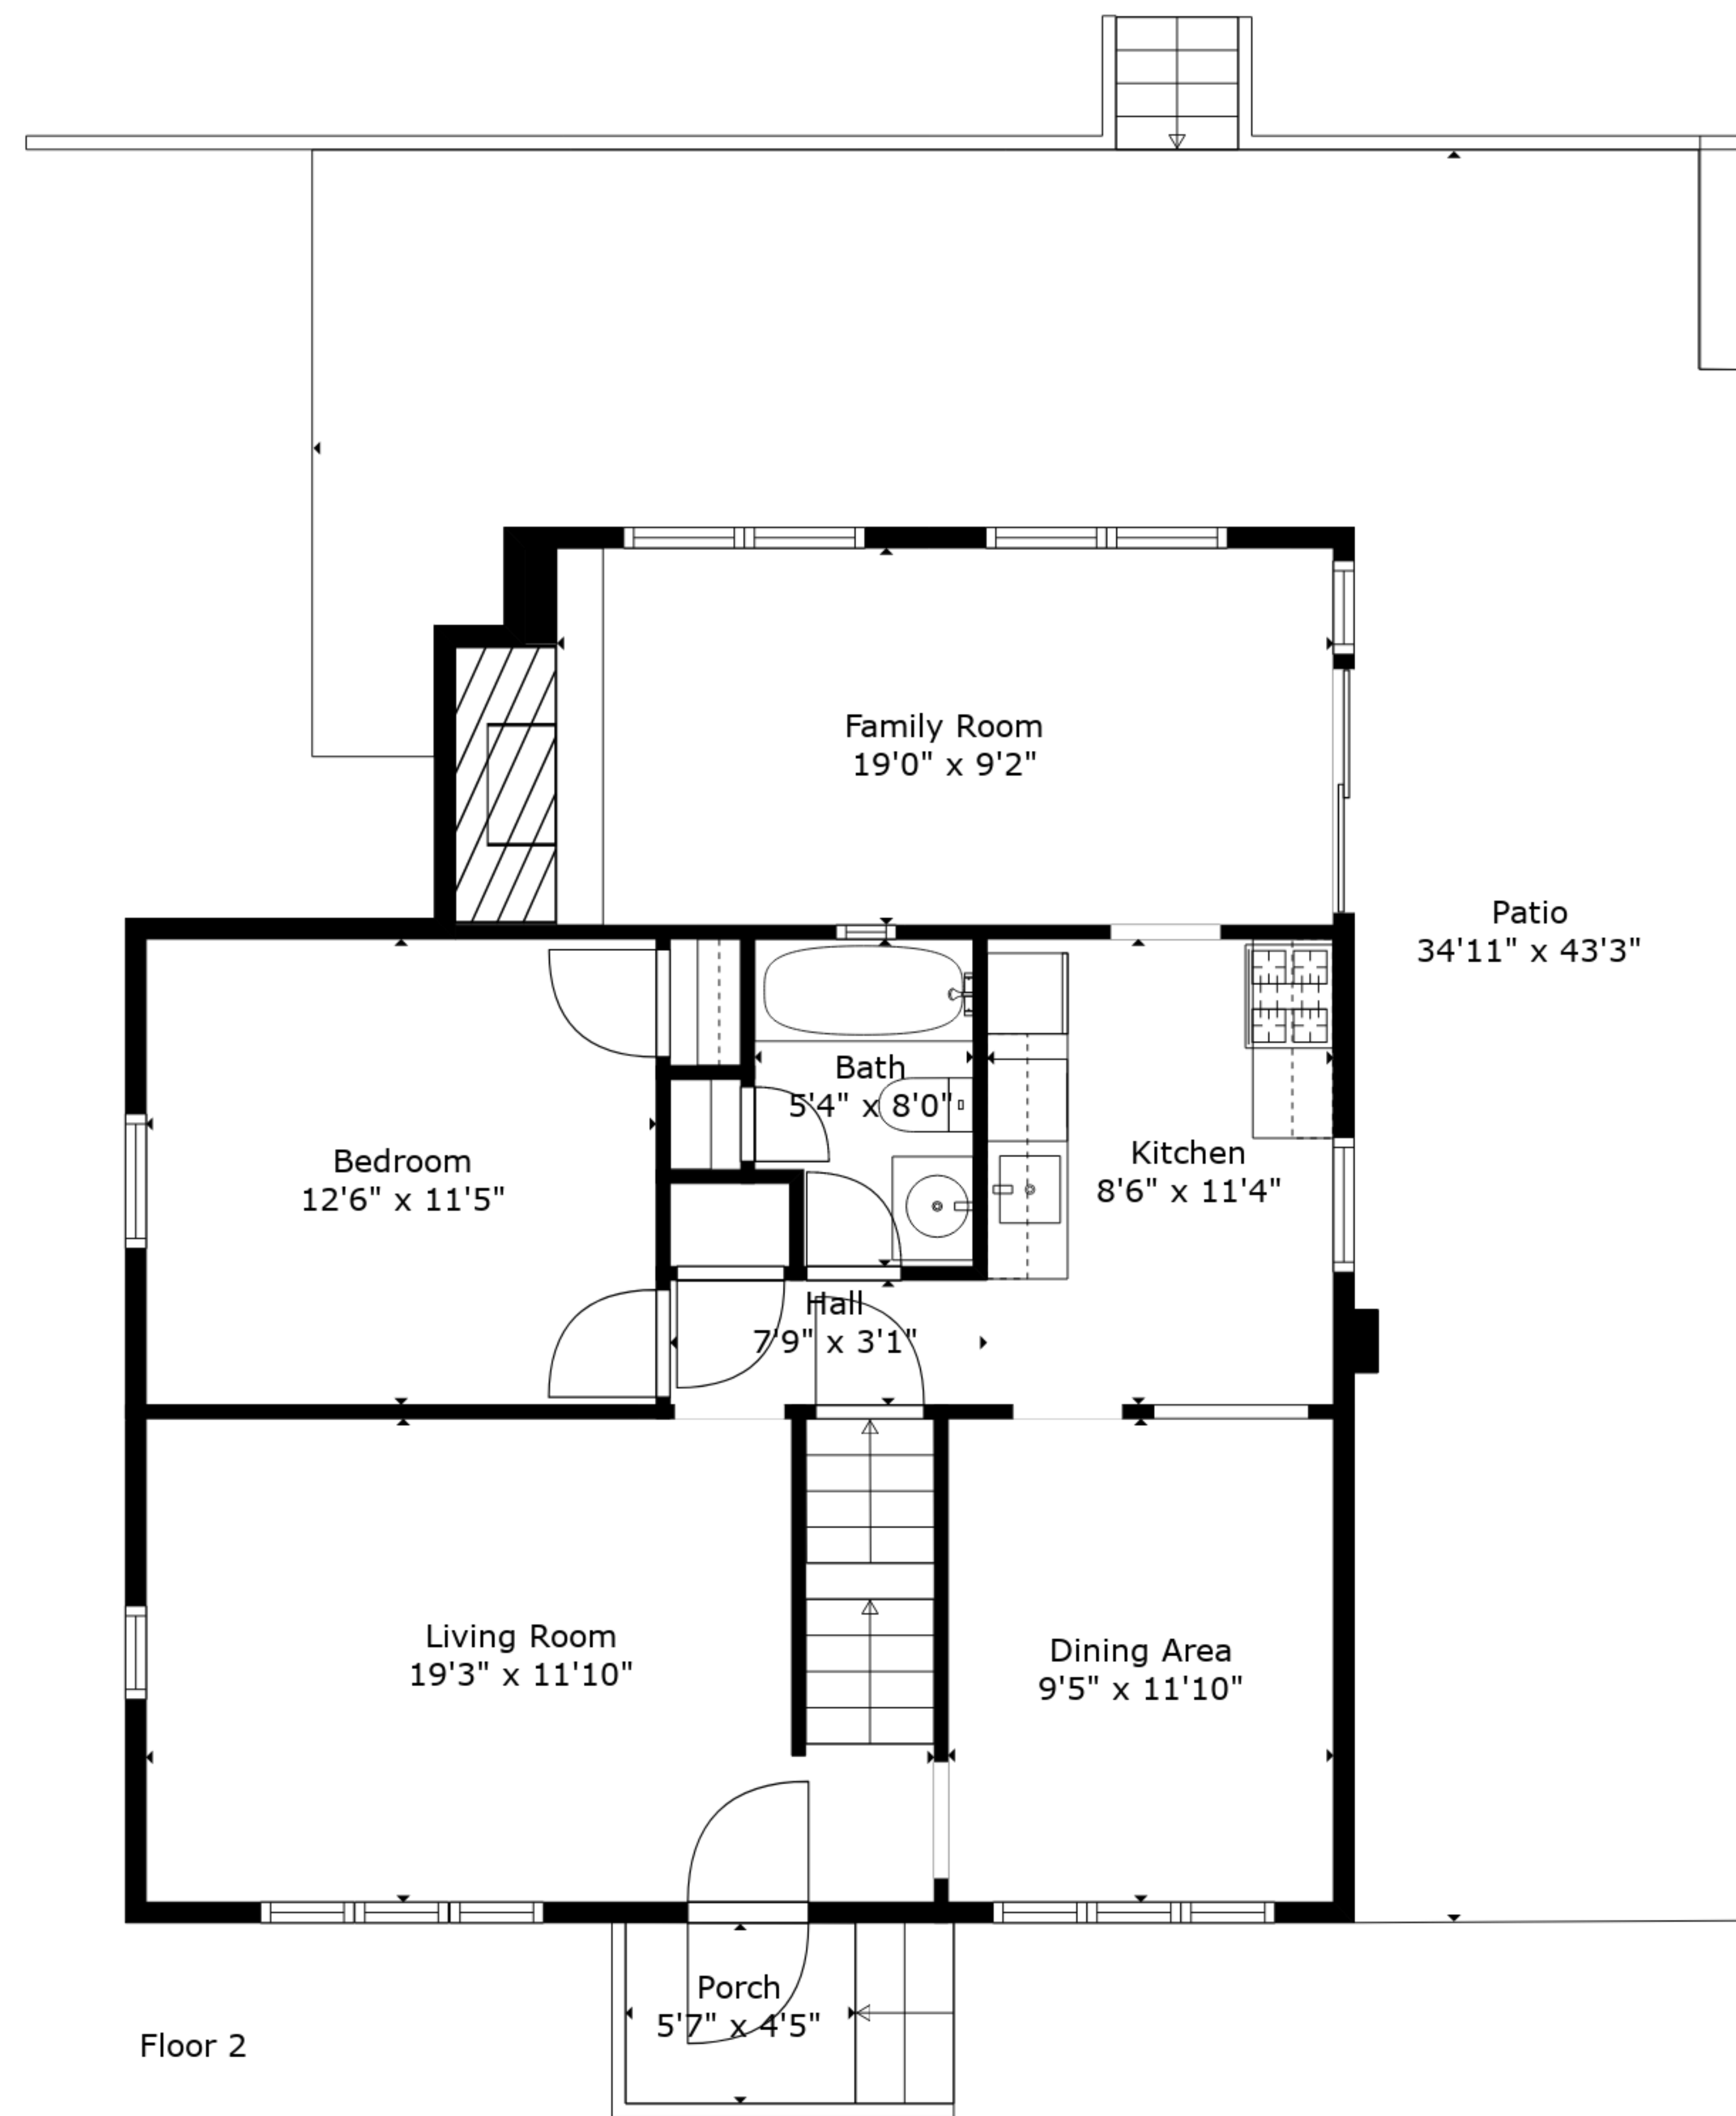 Family Room
19'0" x 9'2"
Patio
34'11" x 43'3"
Bath
5'4" x 8'0"
Bedroom
12'6" x 11'5"
Kitchen
8'6" x 11'4"
Hall
7'9" x 3'1"
Living Room
19'3" x 11'10"
Dining Area
9'5" x 11'10"
Porch
5'7" x 4'5"
Floor 2